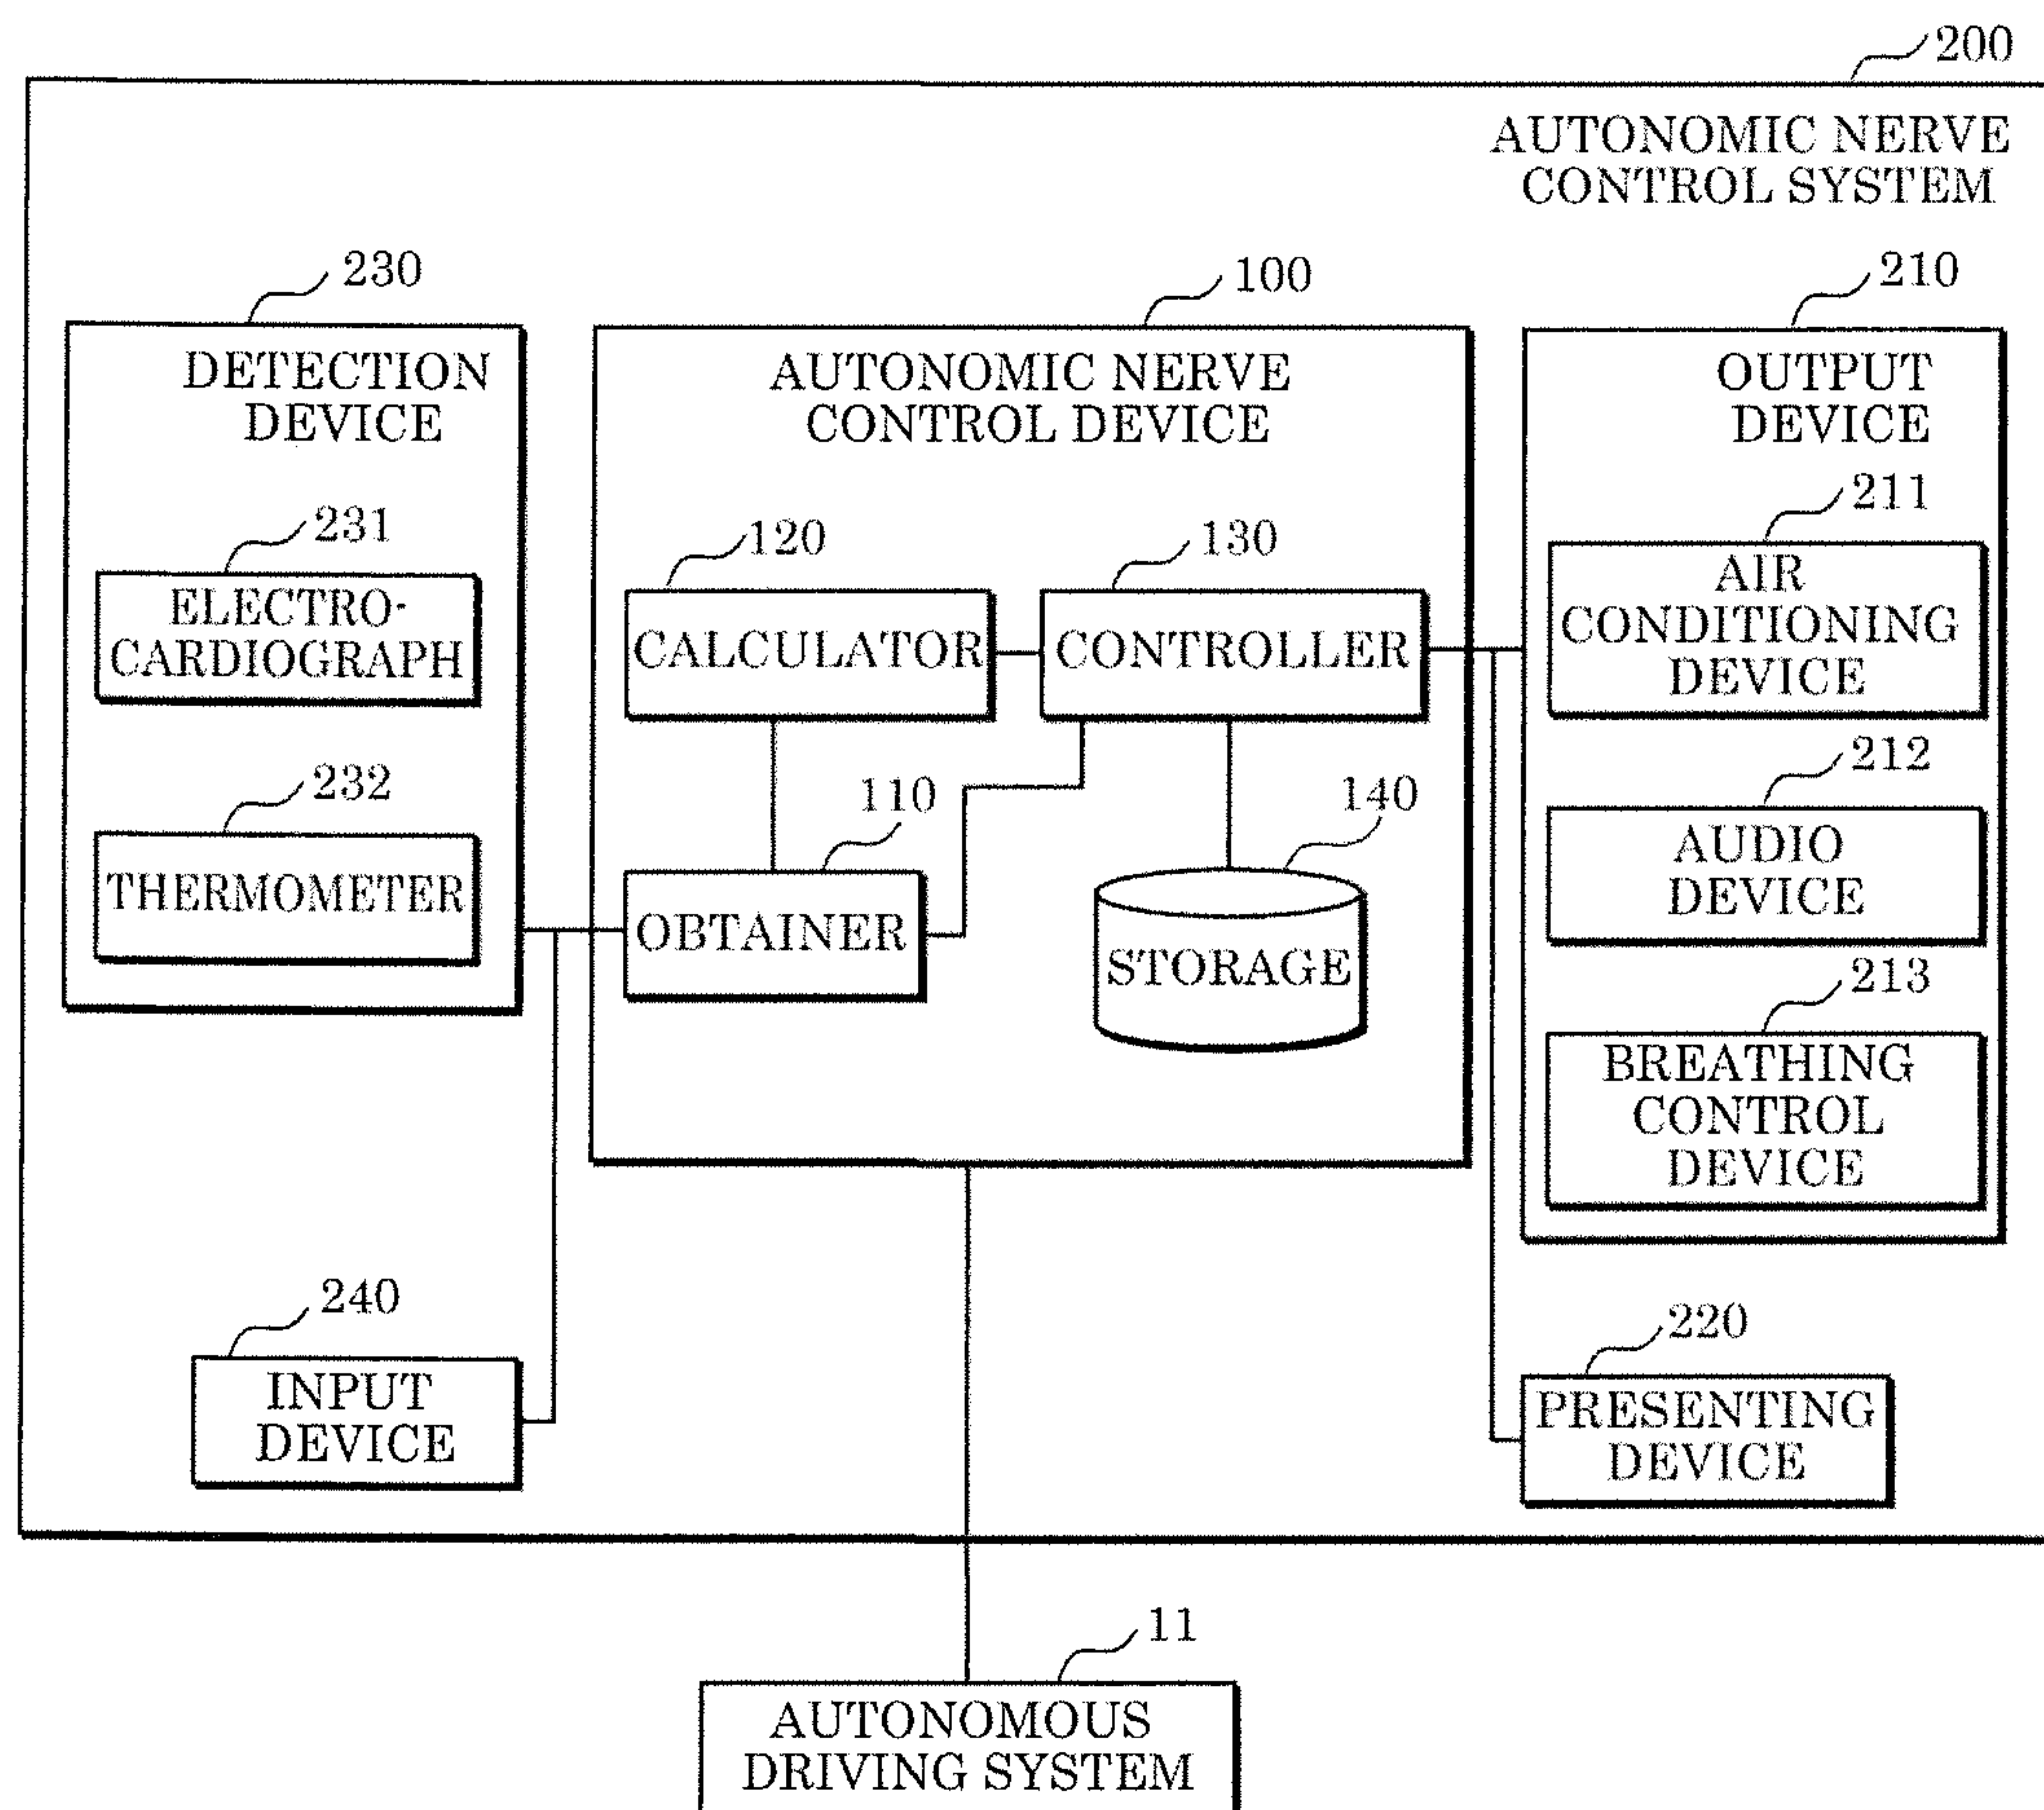 200
AUTONOMIC NERVE
CONTROL SYSTEM
230
DETECTION
DEVICE
231
ELECTRO-
CARDIOGRAPH
232
THERMOMETER
100
AUTONOMIC NERVE
CONTROL DEVICE
120
CALCULATOR
130
CONTROLLER
110
OBTAINER
140
STORAGE
210
OUTPUT
DEVICE
211
AIR
CONDITIONING
DEVICE
212
AUDIO
DEVICE
213
BREATHING
CONTROL
DEVICE
240
INPUT
DEVICE
220
PRESENTING
DEVICE
11
AUTONOMOUS
DRIVING SYSTEM